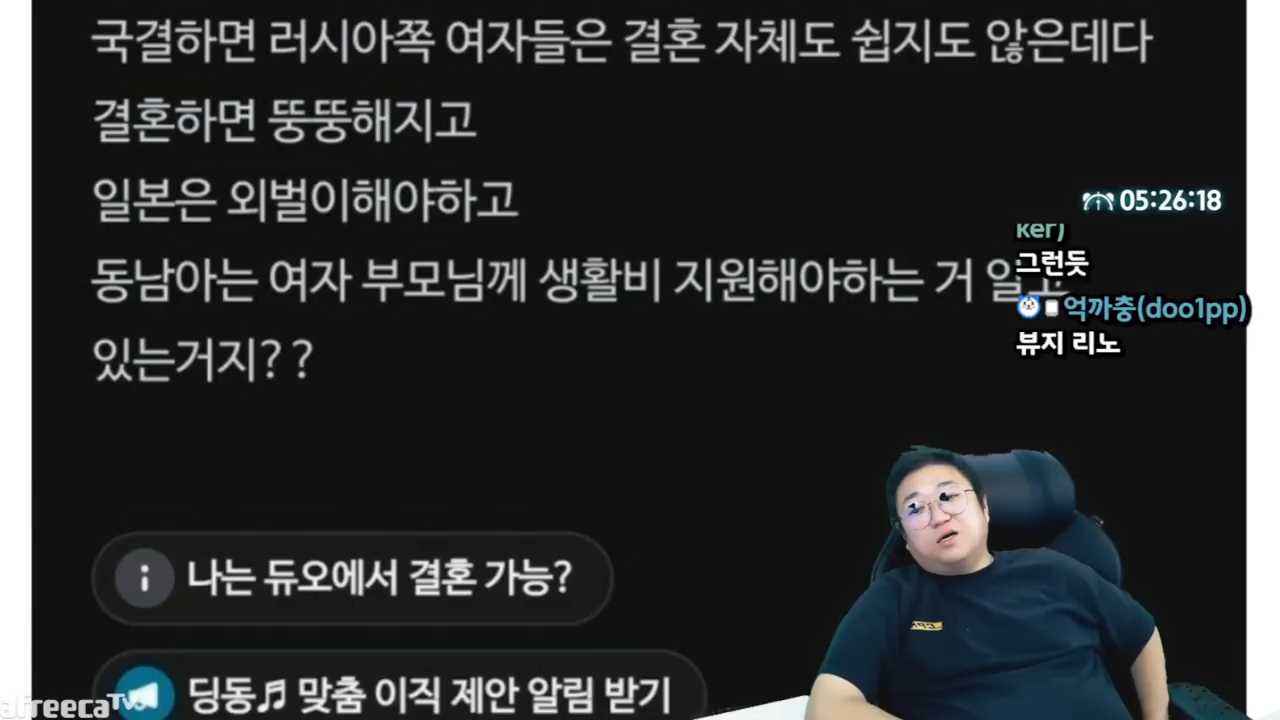 국결하면 러시아쪽 여자들은 결혼 자체도 쉽지도 않은데다
결혼하면 뚱뚱해지고
일본은 외벌이해야하고
동남아는 여자 부모님께 생활비 지원해야하는 거 알고
있는거지??
05:26:18
ker)
그런듯
억까충(doo1pp)
뷰지 리노
나는 듀오에서 결혼 가능?
딩동♬ 맞춤 이직 제안 알림 받기
afreecaTV